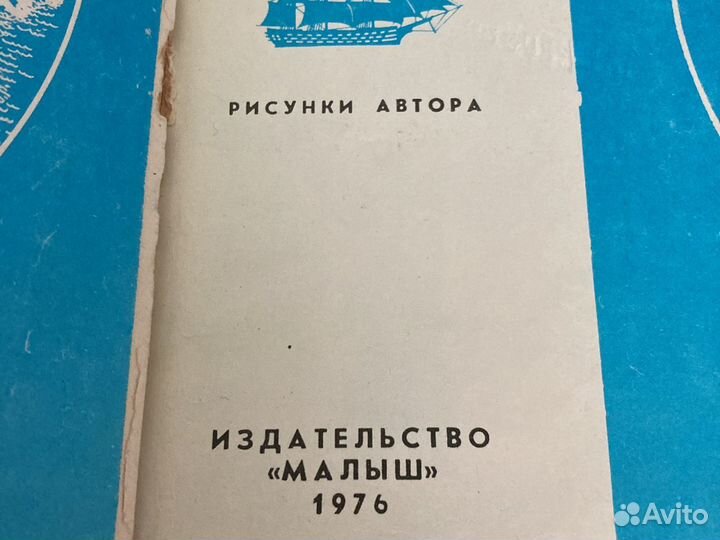 РИСУНКИ АВТОРА
ИЗДАТЕЛЬСТВО
«МАЛЫШ»
1976
Avito